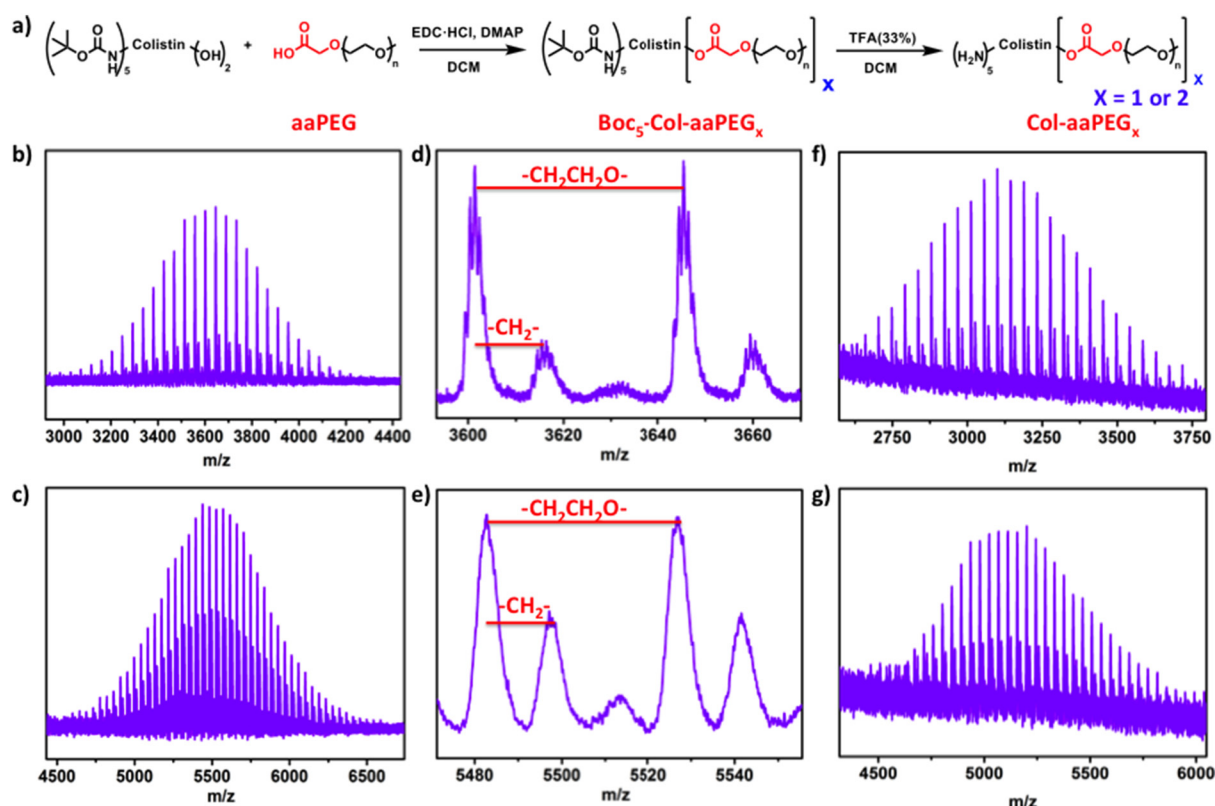 a)
O
O N H 5 Colistin (OH)2 + HO O O O n EDC·HCl, DMAP DCM O O N H 5 Colistin O O O O n X TFA(33%) DCM (H2N)5 Colistin O O O O n X
X = 1 or 2
aaPEG Boc5-Col-aaPEGx Col-aaPEGx
b) d) f)
-CH2CH2O-
-CH2-
3000 3200 3400 3600 3800 4000 4200 4400
m/z
3600 3620 3640 3660
m/z
2750 3000 3250 3500 3750
m/z
c) e) g)
-CH2CH2O-
-CH2-
4500 5000 5500 6000 6500
m/z
5480 5500 5520 5540
m/z
4500 5000 5500 6000
m/z